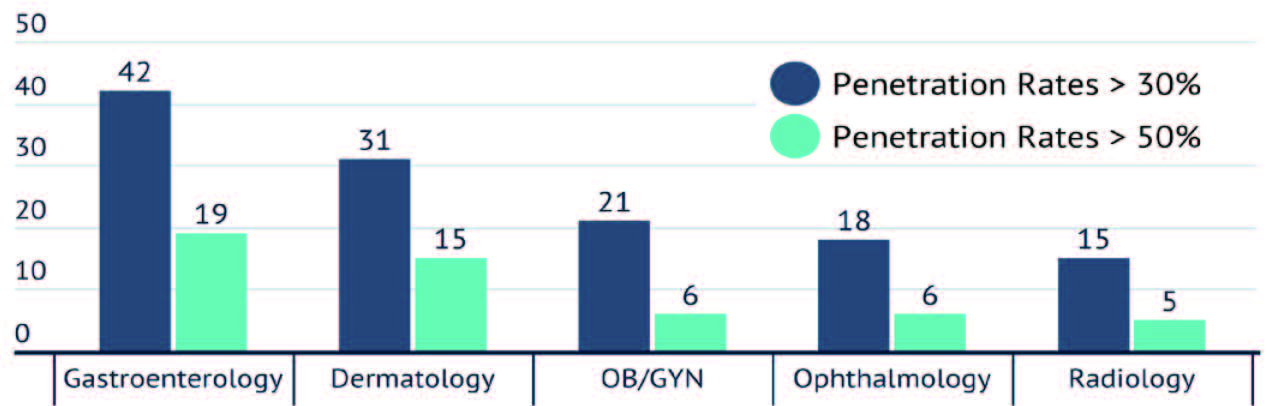 50
42
40
Penetration Rates > 30%
Penetration Rates > 50%
31
30
19
15
20
21
18
15
10
6
6
5
0
Gastroenterology
Dermatology
OB/GYN
Ophthalmology
Radiology